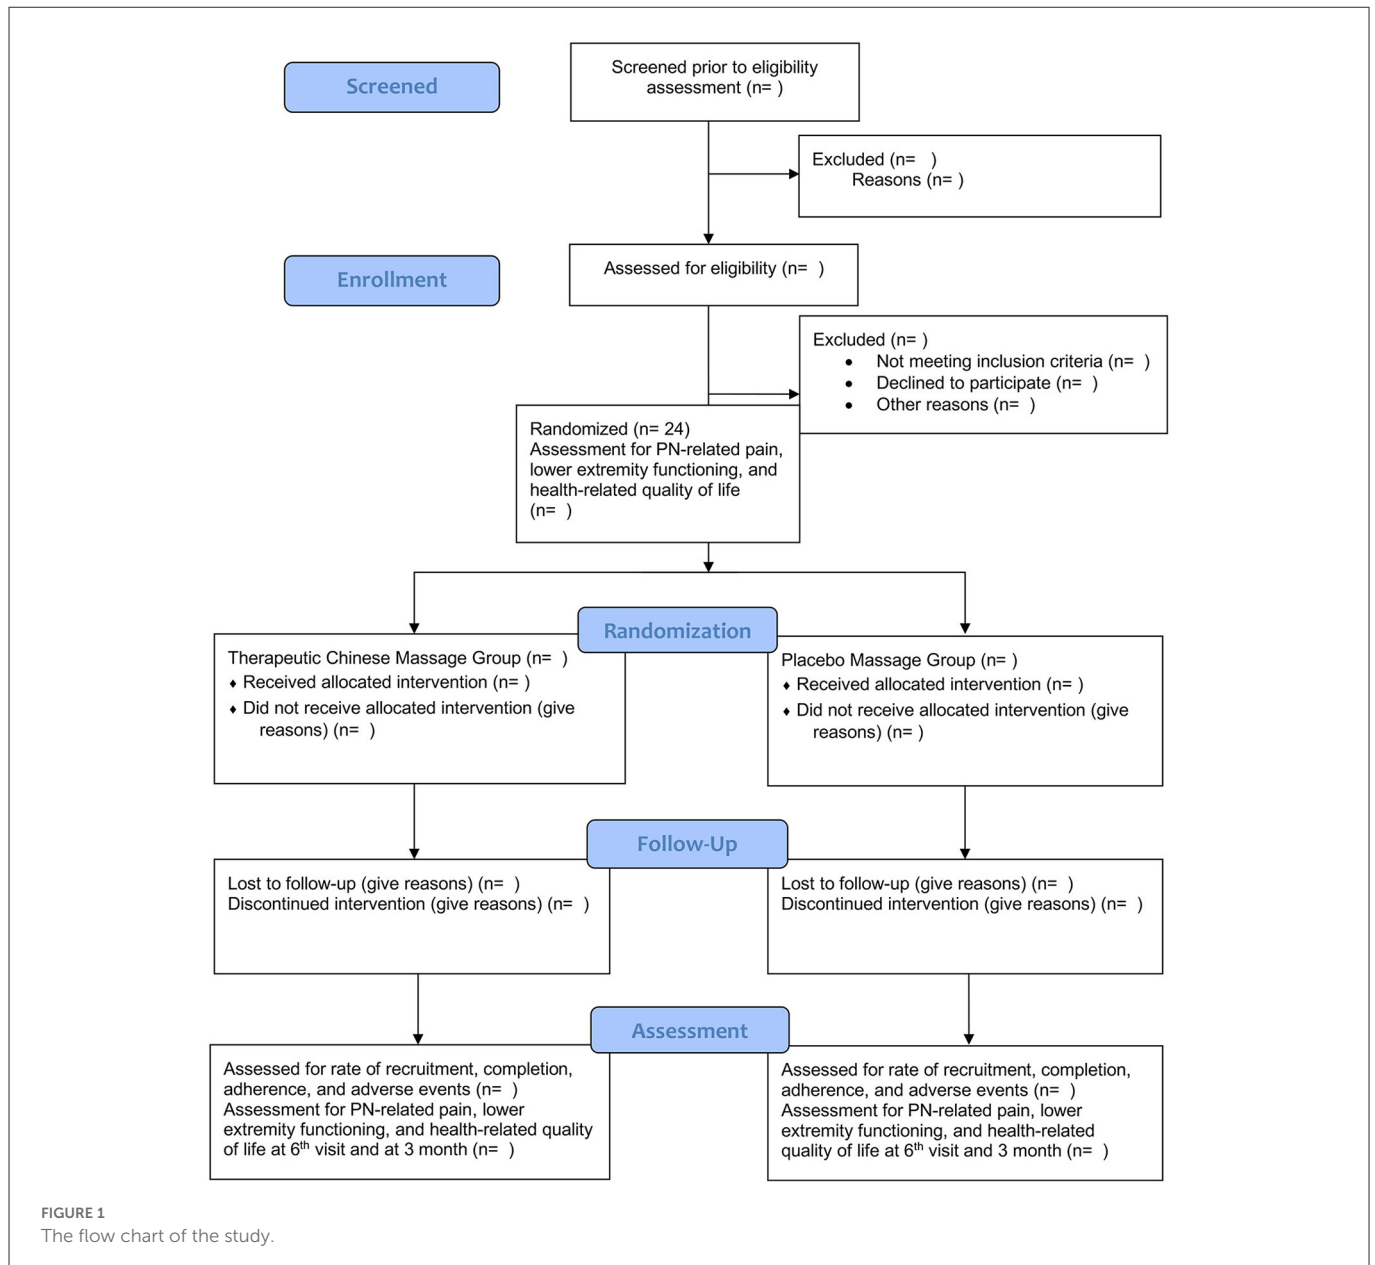 Screened
Screened prior to eligibility
assessment (n= )
Excluded (n=   )
Reasons (n= )
Enrollment
Assessed for eligibility (n=  )
Excluded (n= )
• Not meeting inclusion criteria (n=  )
• Declined to participate (n=  )
• Other reasons (n=  )
Randomized (n= 24)
Assessment for PN-related pain,
lower extremity functioning, and
health-related quality of life
(n=  )
Randomization
Therapeutic Chinese Massage Group (n=  )
♦ Received allocated intervention (n= )
♦ Did not receive allocated intervention (give
reasons) (n=  )
Placebo Massage Group (n= )
♦ Received allocated intervention (n= )
♦ Did not receive allocated intervention (give
reasons) (n= )
Follow-Up
Lost to follow-up (give reasons) (n=  )
Discontinued intervention (give reasons) (n=  )
Lost to follow-up (give reasons) (n=  )
Discontinued intervention (give reasons) (n=  )
Assessment
Assessed for rate of recruitment, completion,
adherence, and adverse events (n=  )
Assessment for PN-related pain, lower
extremity functioning, and health-related quality
of life at 6th visit and at 3 month (n=  )
Assessed for rate of recruitment, completion,
adherence, and adverse events (n=  )
Assessment for PN-related pain, lower
extremity functioning, and health-related
quality of life at 6th visit and 3 month (n=  )
FIGURE 1
The flow chart of the study.